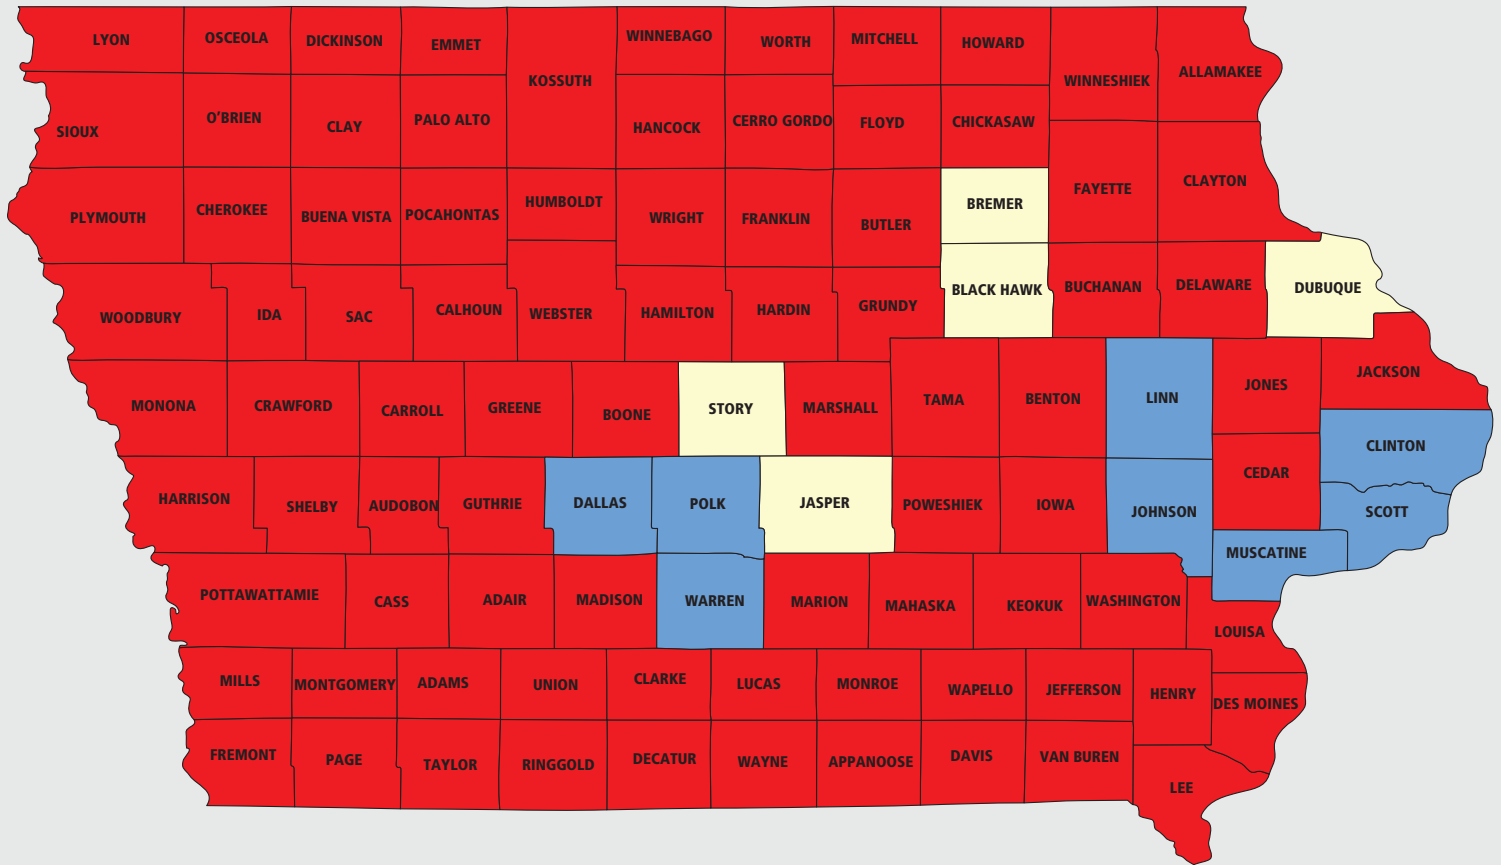 LYON
OSCEOLA
DICKINSON
EMMET
KOSSUTH
WINNEBAGO
WORTH
MITCHELL
HOWARD
WINNESHIEK
ALLAMAKEE
SIOUX
O'BRIEN
CLAY
PALO ALTO
HANCOCK
CERRO GORDO
FLOYD
CHICKASAW
PLYMOUTH
CHEROKEE
BUENA VISTA
POCAHONTAS
HUMBOLDT
WRIGHT
FRANKLIN
BUTLER
BREMER
FAYETTE
CLAYTON
WOODBURY
IDA
SAC
CALHOUN
WEBSTER
HAMILTON
HARDIN
GRUNDY
BLACK HAWK
BUCHANAN
DELAWARE
DUBUQUE
MONONA
CRAWFORD
CARROLL
GREENE
BOONE
STORY
MARSHALL
TAMA
BENTON
LINN
JONES
JACKSON
CLINTON
HARRISON
SHELBY
AUDOBON
GUTHRIE
DALLAS
POLK
JASPER
POWESHIEK
IOWA
JOHNSON
CEDAR
SCOTT
MUSCATINE
POTTAWATTAMIE
CASS
ADAIR
MADISON
WARREN
MARION
MAHASKA
KEOKUK
WASHINGTON
LOUISA
MILLS
MONTGOMERY
ADAMS
UNION
CLARKE
LUCAS
MONROE
WAPELLO
JEFFERSON
HENRY
DES MOINES
FREMONT
PAGE
TAYLOR
RINGGOLD
DECATUR
WAYNE
APPANOOSE
DAVIS
VAN BUREN
LEE